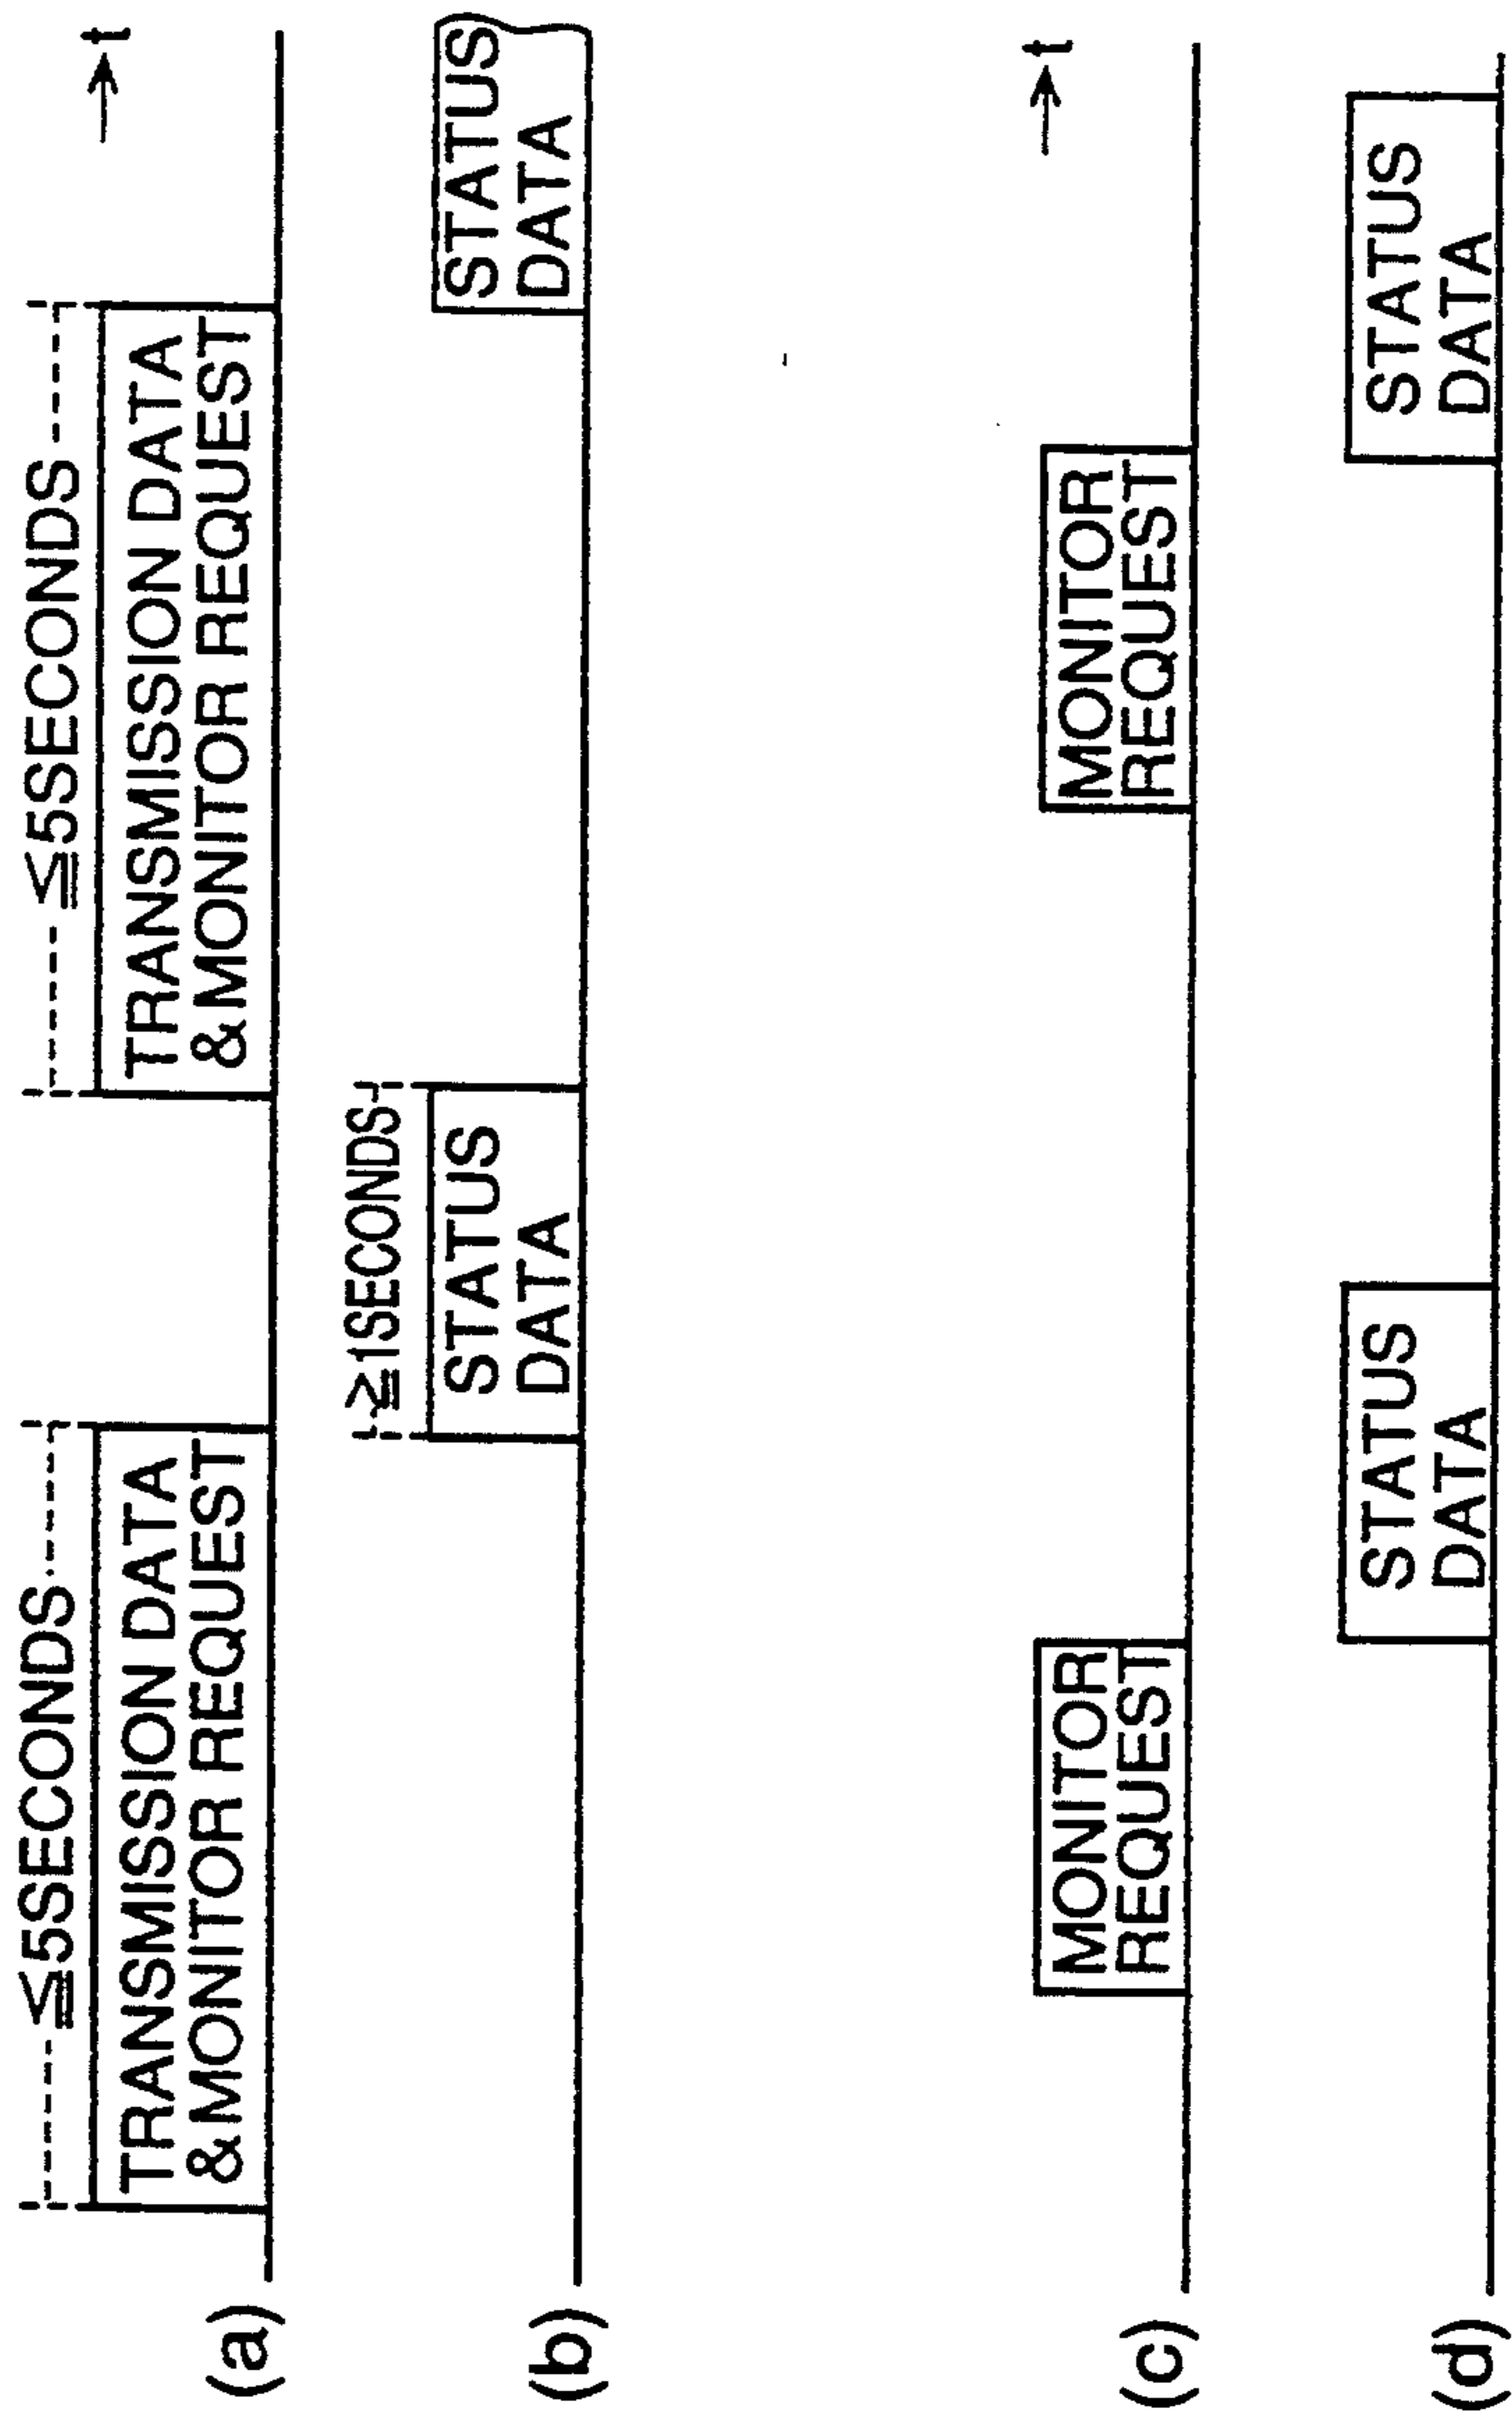 ≦5SECONDS
≦5SECONDS
→t
(a)
TRANSMISSION DATA
&MONITOR REQUEST
TRANSMISSION DATA
&MONITOR REQUEST
≧1SECONDS
(b)
STATUS
DATA
STATUS
DATA
→t
(c)
MONITOR
REQUEST
MONITOR
REQUEST
(d)
STATUS
DATA
STATUS
DATA